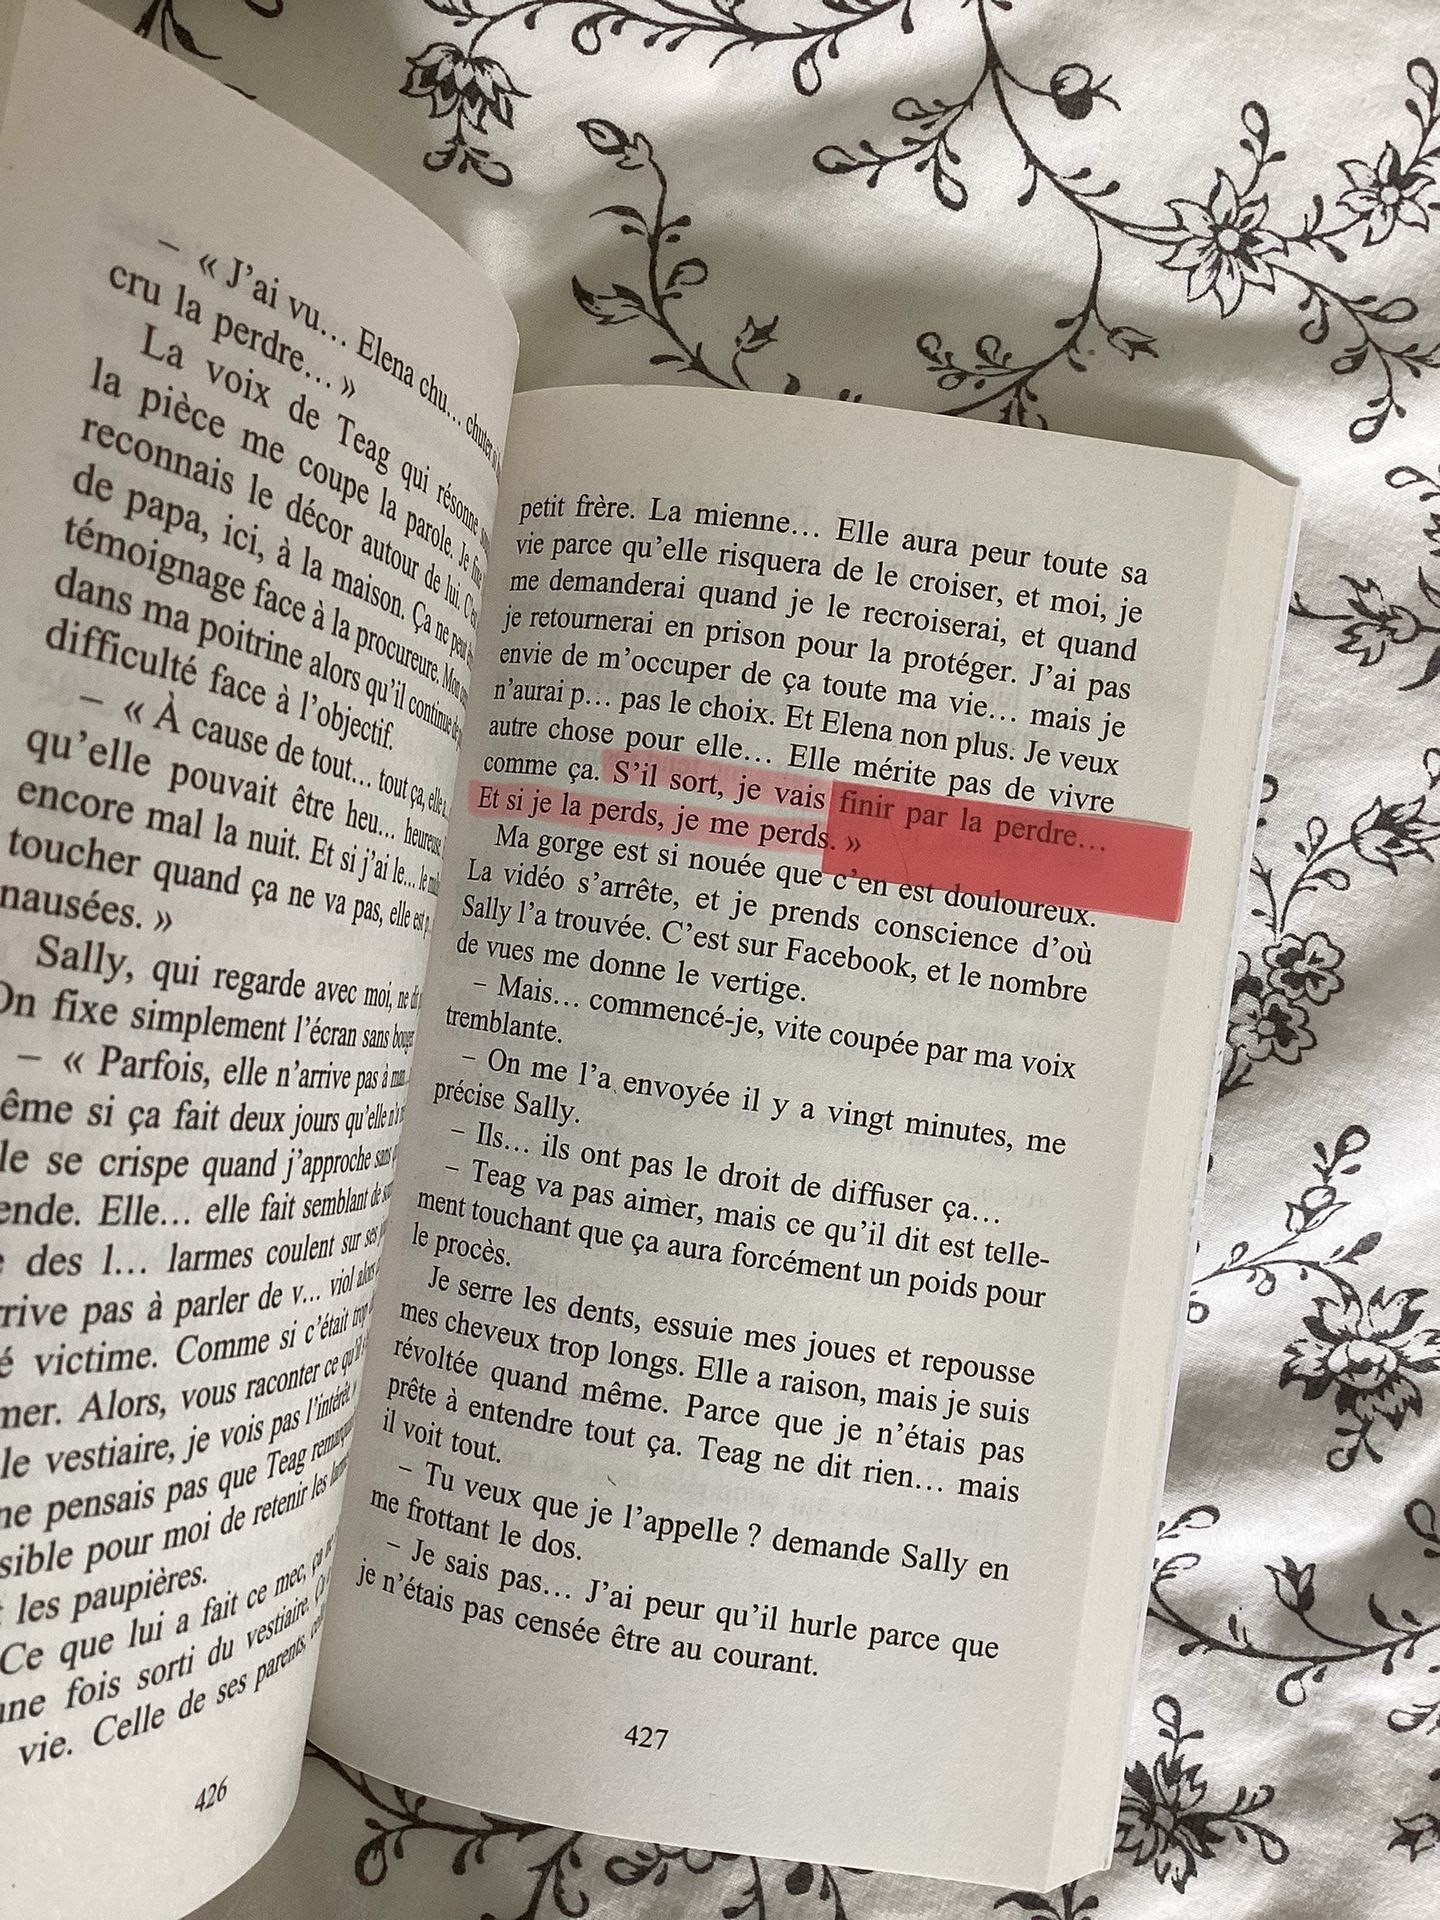 – « J'ai vu… Elena chu… chuter si
cru la perdre… »
La voix de Teag qui résonne
la pièce me coupe la parole. Je
reconnais le décor autour de lui. C'est
de papa, ici, à la maison. Ça ne peut
témoignage face à la procureure. Mon
dans ma poitrine alors qu'il continue de
difficulté face à l'objectif.
– « À cause de tout… tout ça, elle
qu'elle pouvait être heu… heureuse
encore mal la nuit. Et si j'ai le… le
toucher quand ça ne va pas, elle est
nausées. »
Sally, qui regarde avec moi, ne dit
On fixe simplement l'écran sans bouger
– « Parfois, elle n'arrive pas à
ême si ça fait deux jours qu'elle n'a
le se crispe quand j'approche sans
ende. Elle… elle fait semblant de
des l… larmes coulent sur ses
rrive pas à parler de v… viol alors
é victime. Comme si c'était trop
mer. Alors, vous raconter ce qu'il
le vestiaire, je vois pas l'intérêt. »
ne pensais pas que Teag
sible pour moi de retenir les larmes
les paupières.
Ce que lui a fait ce mec, ça
une fois sorti du vestiaire.
vie. Celle de ses parents,
426
petit frère. La mienne… Elle aura peur toute sa
vie parce qu'elle risquera de le croiser, et moi, je
me demanderai quand je le recroiserai, et quand
je retournerai en prison pour la protéger. J'ai pas
envie de m'occuper de ça toute ma vie… mais je
n'aurai p… pas le choix. Et Elena non plus. Je veux
autre chose pour elle… Elle mérite pas de vivre
comme ça. S'il sort, je vais finir par la perdre…
Et si je la perds, je me perds. »
Ma gorge est si nouée que c'en est douloureux.
La vidéo s'arrête, et je prends conscience d'où
Sally l'a trouvée. C'est sur Facebook, et le nombre
de vues me donne le vertige.
– Mais… commencé-je, vite coupée par ma voix
tremblante.
– On me l'a envoyée il y a vingt minutes, me
précise Sally.
– Ils… ils ont pas le droit de diffuser ça…
– Teag va pas aimer, mais ce qu'il dit est telle-
ment touchant que ça aura forcément un poids pour
le procès.
Je serre les dents, essuie mes joues et repousse
mes cheveux trop longs. Elle a raison, mais je suis
révoltée quand même. Parce que je n'étais pas
prête à entendre tout ça. Teag ne dit rien… mais
il voit tout.
– Tu veux que je l'appelle ? demande Sally en
me frottant le dos.
– Je sais pas… J'ai peur qu'il hurle parce que
je n'étais pas censée être au courant.
427